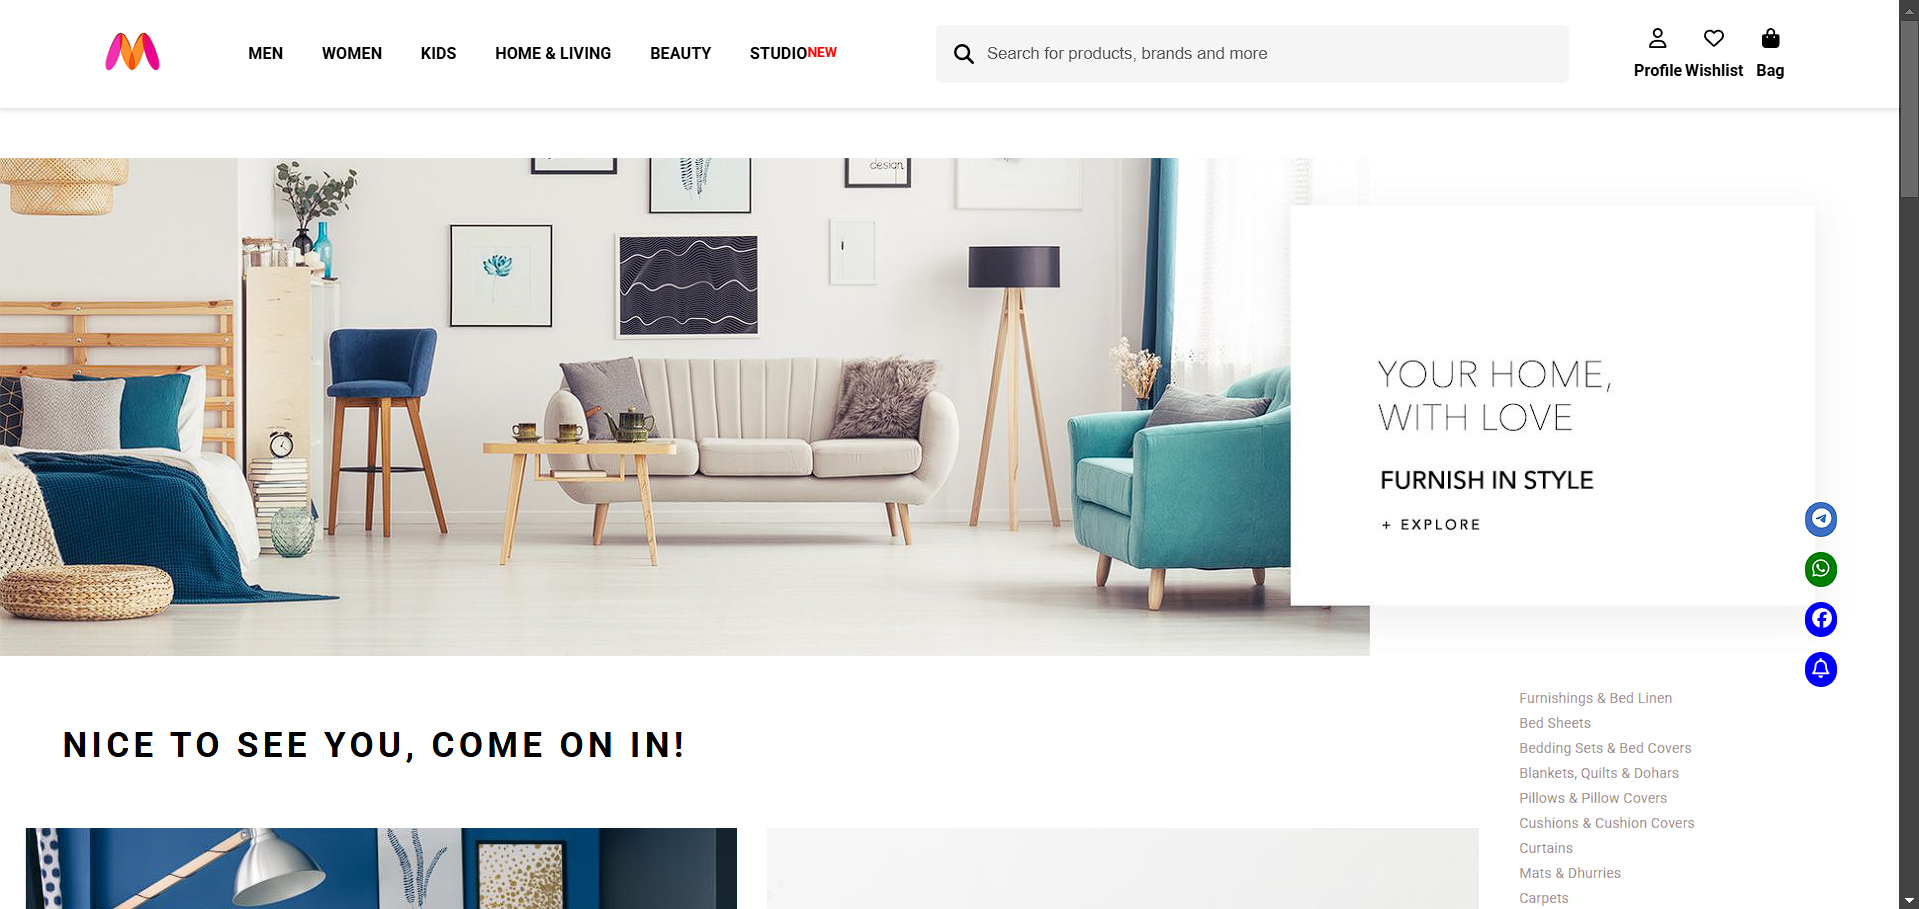 MEN WOMEN KIDS HOME & LIVING BEAUTY STUDIONEW Search for products, brands and more Profile Wishlist Bag
design
YOUR HOME,
WITH LOVE
FURNISH IN STYLE
+ EXPLORE
NICE TO SEE YOU, COME ON IN!
Furnishings & Bed Linen
Bed Sheets
Bedding Sets & Bed Covers
Blankets, Quilts & Dohars
Pillows & Pillow Covers
Cushions & Cushion Covers
Curtains
Mats & Dhurries
Carpets